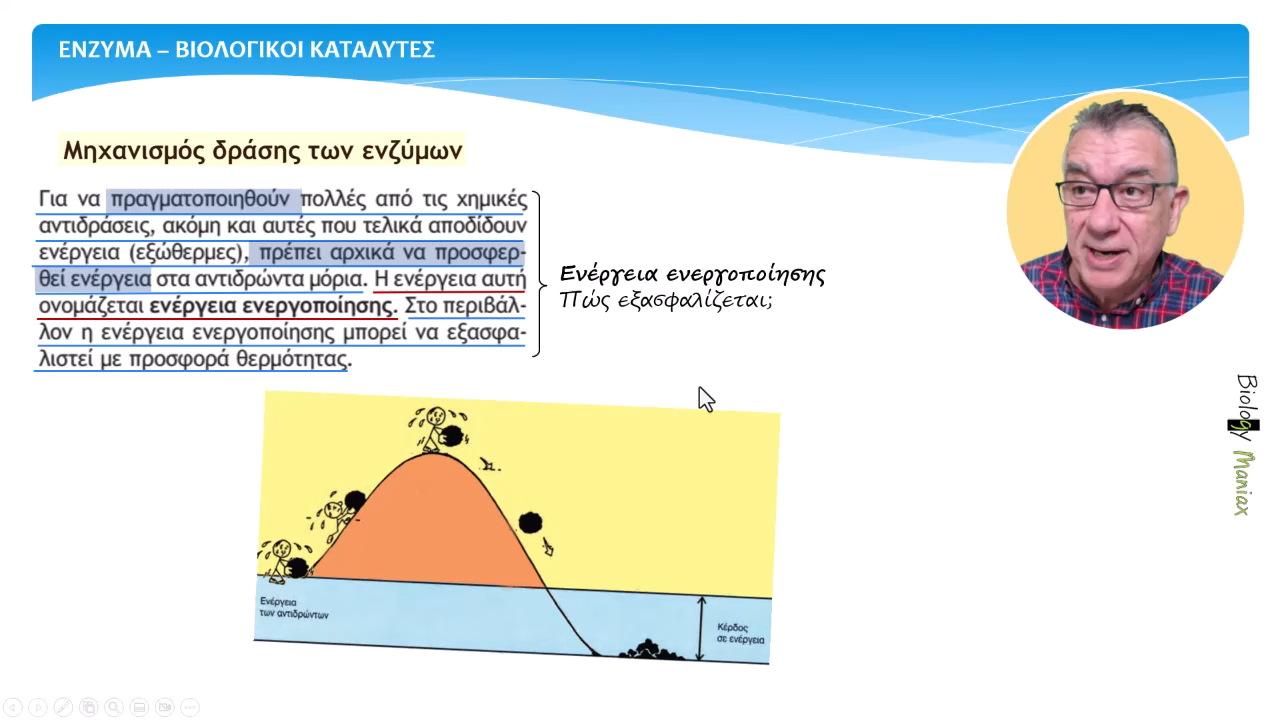 ΕΝΖΥΜΑ – ΒΙΟΛΟΓΙΚΟΙ ΚΑΤΑΛΥΤΕΣ
Μηχανισμός δράσης των ενζύμων
Για να πραγματοποιηθούν πολλές από τις χημικές
αντιδράσεις, ακόμη και αυτές που τελικά αποδίδουν
ενέργεια (εξώθερμες), πρέπει αρχικά να προσφερ-
θεί ενέργεια στα αντιδρώντα μόρια. Η ενέργεια αυτή
ονομάζεται ενέργεια ενεργοποίησης. Στο περιβάλ-
λον η ενέργεια ενεργοποίησης μπορεί να εξασφα-
λιστεί με προσφορά θερμότητας.
Ενέργεια ενεργοποίησης
Πώς εξασφαλίζεται;
Ενέργεια
των αντιδρώντων
Κέρδος
σε ενέργεια
Biology Maniax